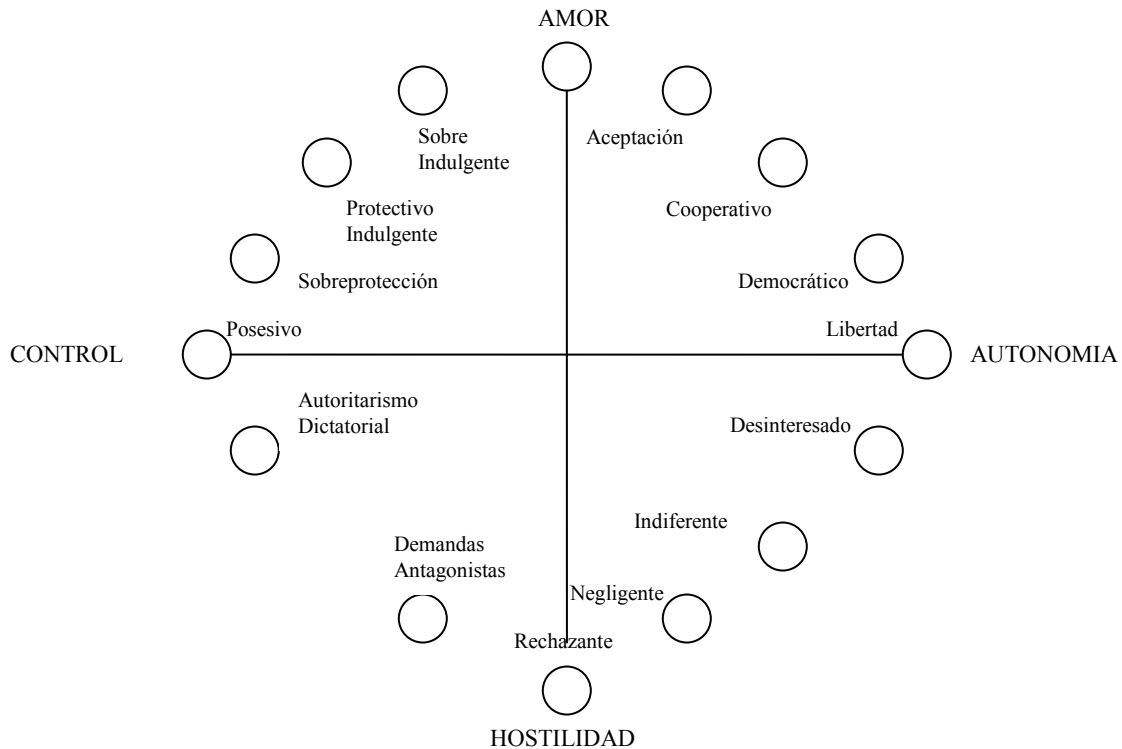 AMOR
Sobre
Indulgente
Aceptación
Protectivo
Indulgente
Cooperativo
Sobreprotección
Democrático
Posesivo
Libertad
CONTROL
AUTONOMIA
Autoritarismo
Dictatorial
Desinteresado
Indiferente
Demandas
Antagonistas
Negligente
Rechazante
HOSTILIDAD